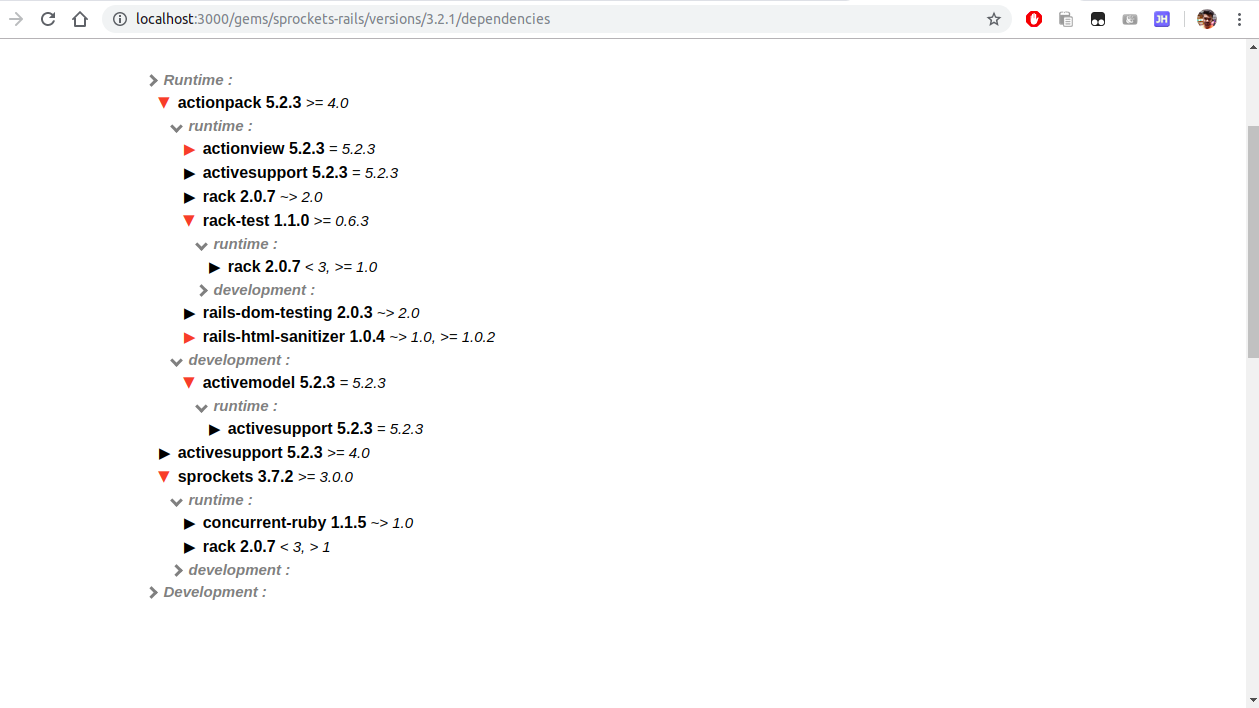 localhost:3000/gems/sprockets-rails/versions/3.2.1/dependencies
JH
Runtime :
actionpack 5.2.3 >= 4.0
runtime :
actionview 5.2.3 = 5.2.3
activesupport 5.2.3 = 5.2.3
rack 2.0.7 ~> 2.0
rack-test 1.1.0 >= 0.6.3
runtime :
rack 2.0.7 < 3, >= 1.0
development :
rails-dom-testing 2.0.3 ~> 2.0
rails-html-sanitizer 1.0.4 ~> 1.0, >= 1.0.2
development :
activemodel 5.2.3 = 5.2.3
runtime :
activesupport 5.2.3 = 5.2.3
activesupport 5.2.3 >= 4.0
sprockets 3.7.2 >= 3.0.0
runtime :
concurrent-ruby 1.1.5 ~> 1.0
rack 2.0.7 < 3, > 1
development :
Development :